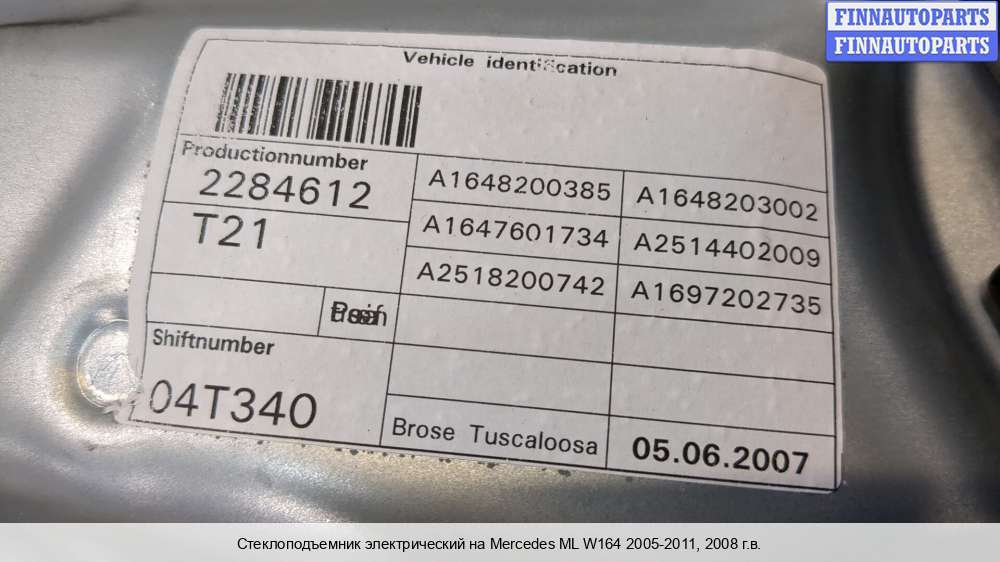 FINNAUTOPARTS
FINNAUTOPARTS
Vehicle identification
Productionnumber
2284612
T21
A1648200385 A1648203002
A1647601734 A2514402009
A2518200742 A1697202735
Shiftnumber
04T340
Brose Tuscaloosa 05.06.2007
Стеклоподъемник электрический на Mercedes ML W164 2005-2011, 2008 г.в.